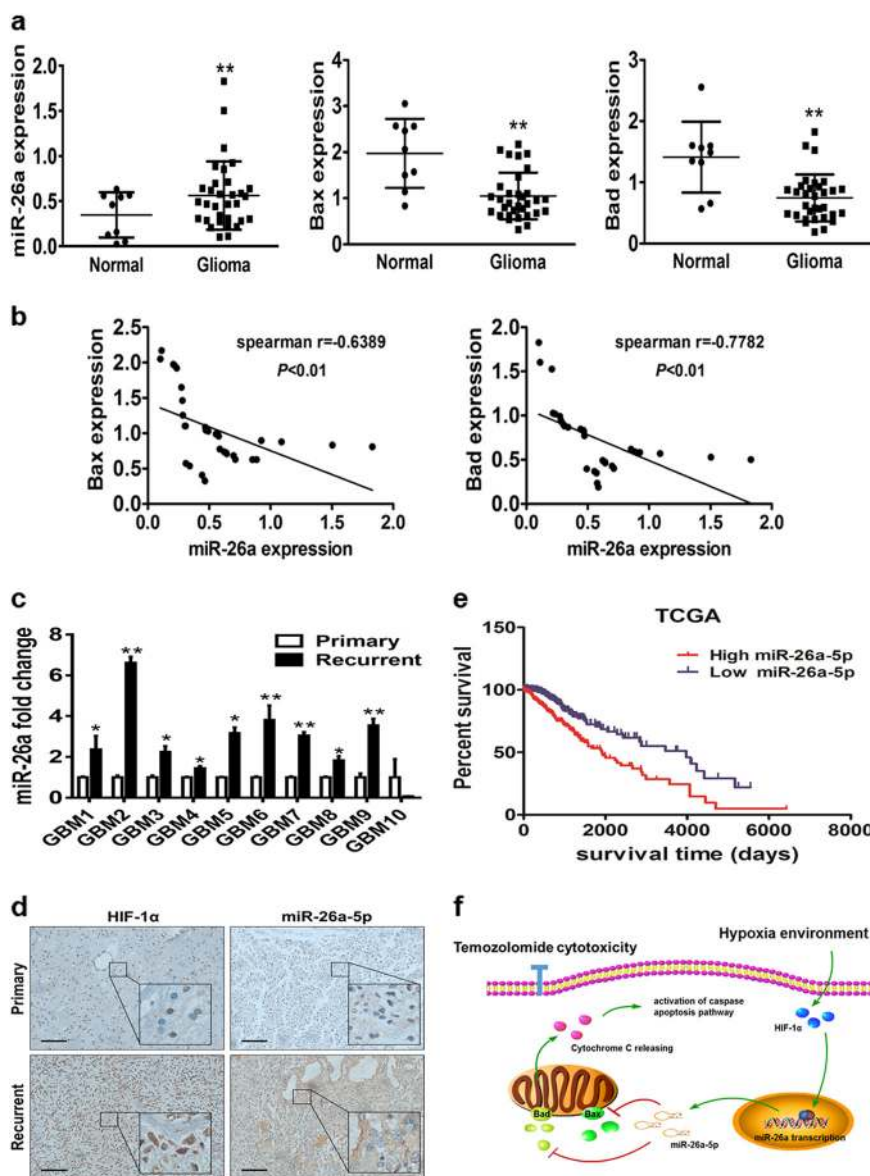 a
miR-26a expression
2.0
1.5
1.0
0.5
0.0
**
Normal
Glioma
Bax expression
4
3
2
1
0
**
Normal
Glioma
Bad expression
3
2
1
0
**
Normal
Glioma
b
Bax expression
2.5
2.0
1.5
1.0
0.5
0.0
spearman r=-0.6389
P<0.01
0.0 0.5 1.0 1.5 2.0
miR-26a expression
Bad expression
2.0
1.5
1.0
0.5
0.0
spearman r=-0.7782
P<0.01
0.0 0.5 1.0 1.5 2.0
miR-26a expression
c
miR-26a fold change
8
6
4
2
0
Primary
Recurrent
* ** * * * ** ** * **
GBM1 GBM2 GBM3 GBM4 GBM5 GBM6 GBM7 GBM8 GBM9 GBM10
e
TCGA
Percent survival
150
100
50
0
High miR-26a-5p
Low miR-26a-5p
0 2000 4000 6000 8000
survival time (days)
d
HIF-1α
miR-26a-5p
Primary
Recurrent
f
Temozolomide cytotoxicity
Hypoxia environment
activation of caspase
apoptosis pathway
Cytochrome C releasing
HIF-1α
Bad
Bax
miR-26a-5p
miR-26a transcription